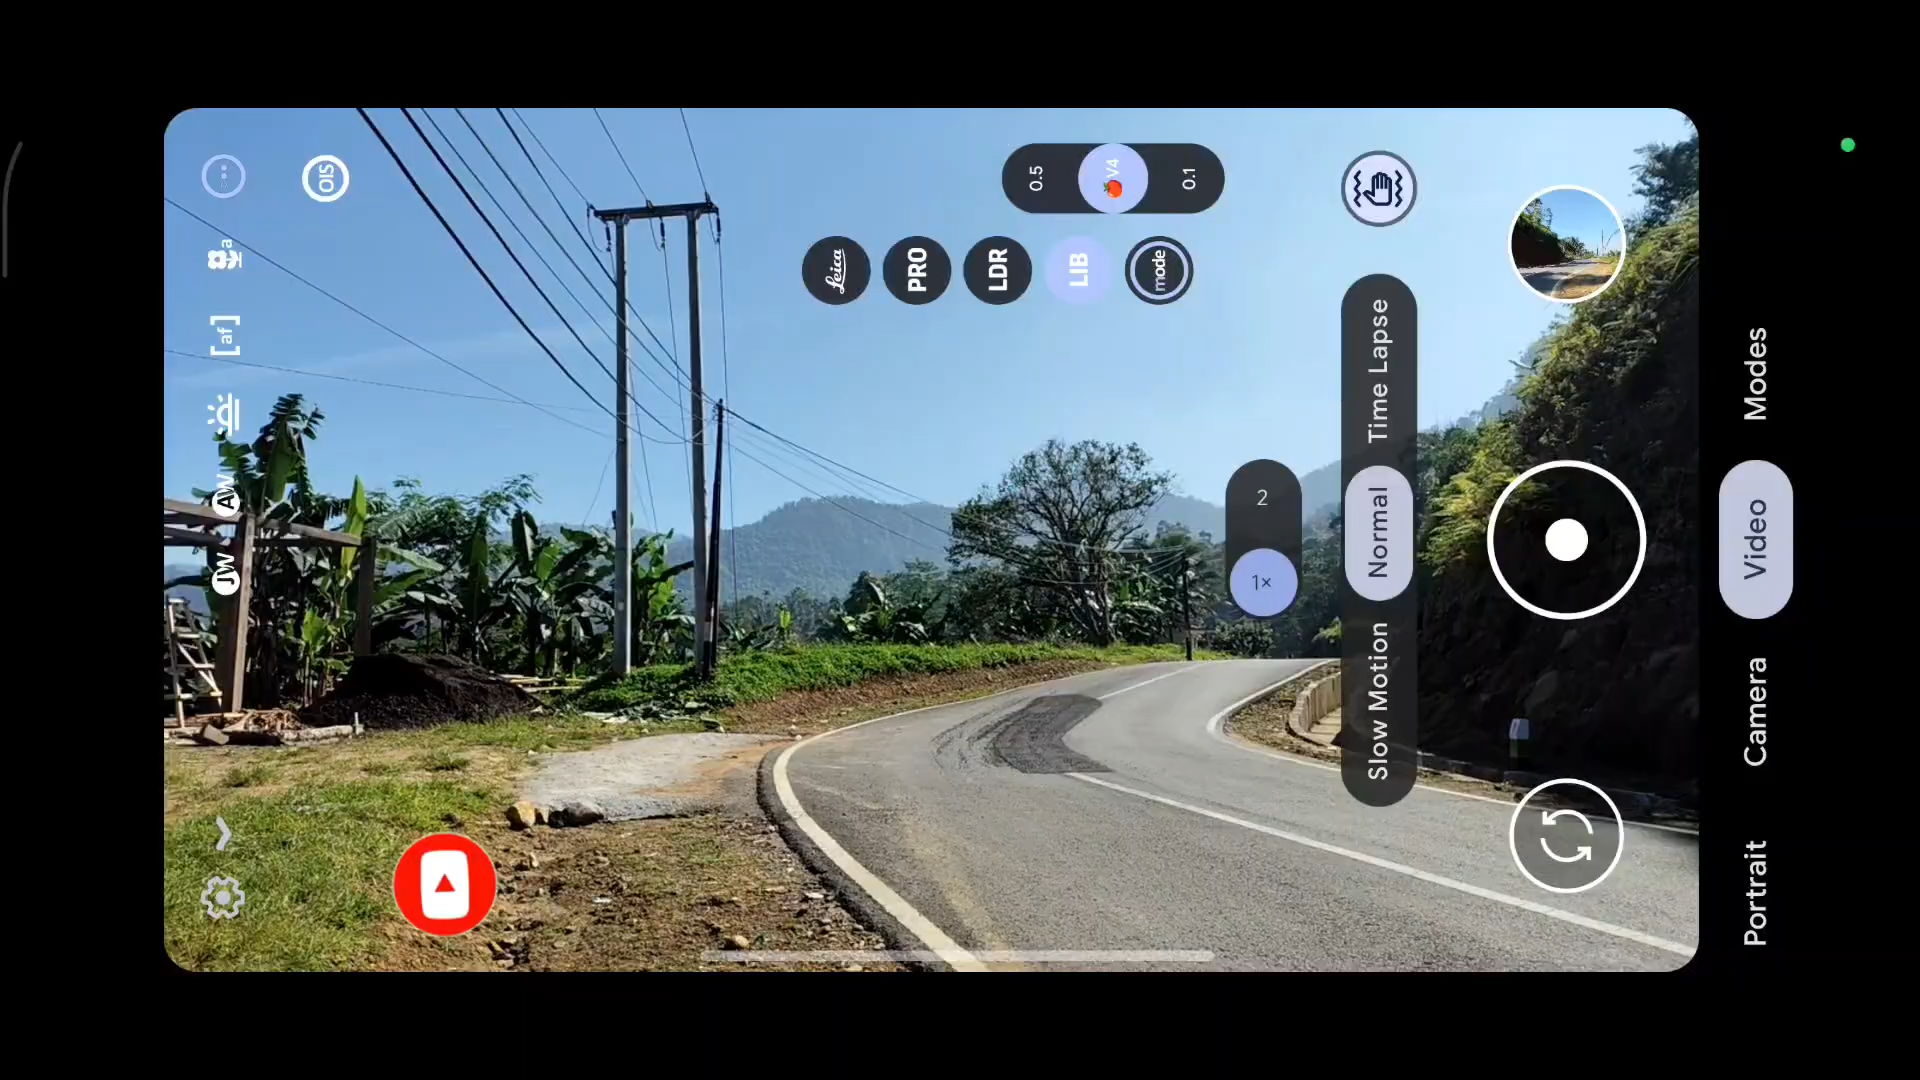 OIS
a
[af]
AW
JW
0.5
V4
0.1
Leica
PRO
LDR
LIB
mode
2
1×
Time Lapse
Normal
Slow Motion
Modes
Video
Camera
Portrait